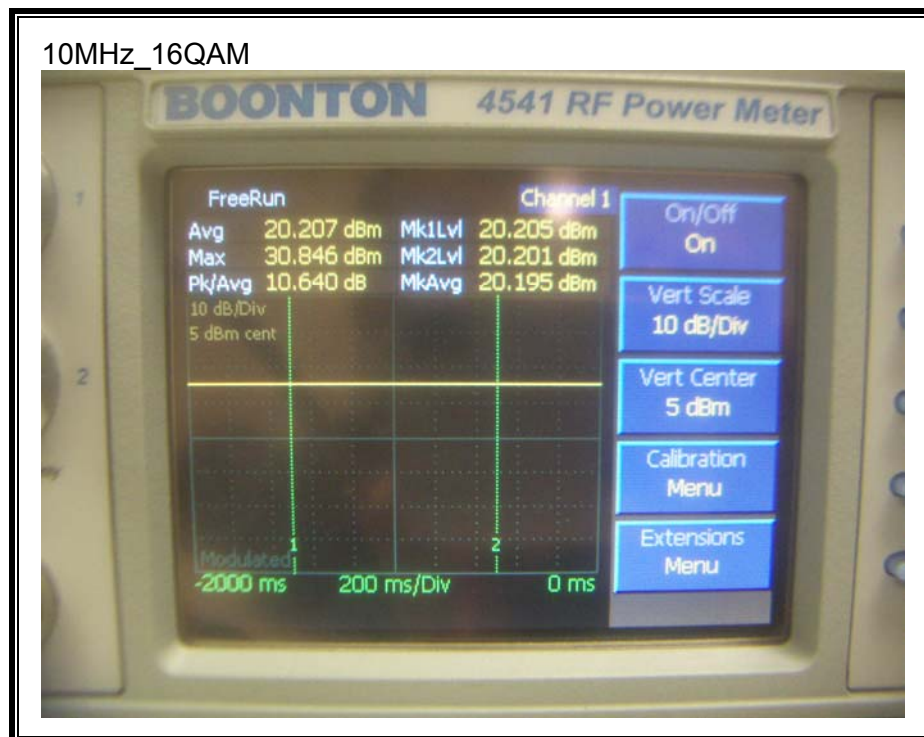 10MHz_16QAM
BOONTON 4541 RF Power Meter
1
2
FreeRun Channel 1
Avg 20.207 dBm Mk1Lvl 20.205 dBm
Max 30.846 dBm Mk2Lvl 20.201 dBm
Pk/Avg 10.640 dB MkAvg 20.195 dBm
10 dB/Div
5 dBm cent
1 2
Modulated
-2000 ms 200 ms/Div 0 ms
On/Off
On
Vert Scale
10 dB/Div
Vert Center
5 dBm
Calibration
Menu
Extensions
Menu